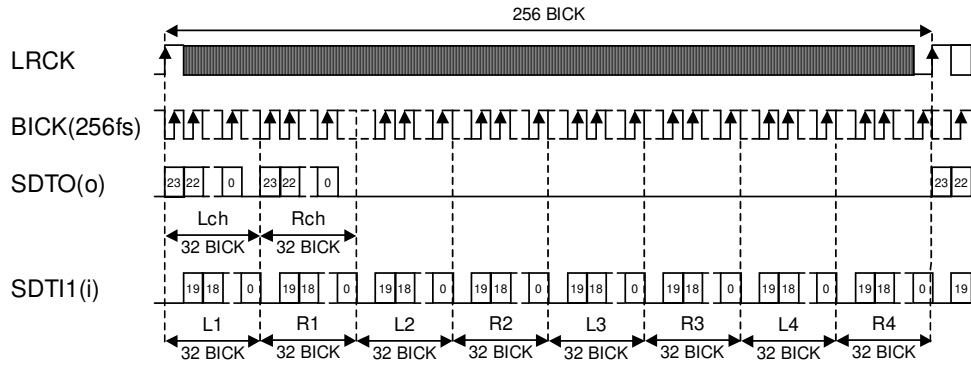 256 BICK
LRCK
BICK(256fs)
SDTO(o) 23 22 0 23 22 0 23 22
Lch Rch
32 BICK 32 BICK
SDTI1(i) 19 18 0 19 18 0 19 18 0 19 18 0 19 18 0 19 18 0 19 18 0 19 18 0 19
L1 R1 L2 R2 L3 R3 L4 R4
32 BICK 32 BICK 32 BICK 32 BICK 32 BICK 32 BICK 32 BICK 32 BICK